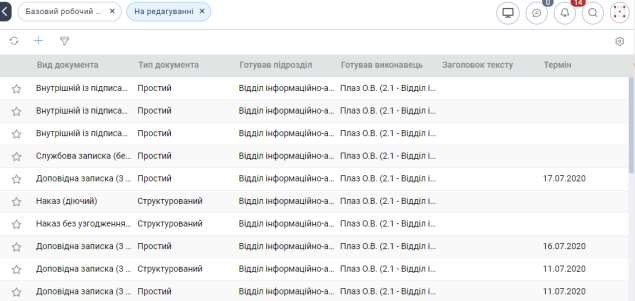 Базовий робочий ... × На редагуванні × 0 14
Вид документа Тип документа Готував підрозділ Готував виконавець Заголовок тексту Термін
Внутрішній із підписа... Простий Відділ інформаційно-а... Плаз О.В. (2.1 - Відділ і...
Внутрішній із підписа... Простий Відділ інформаційно-а... Плаз О.В. (2.1 - Відділ і...
Внутрішній із підписа... Простий Відділ інформаційно-а... Плаз О.В. (2.1 - Відділ і...
Службова записка (бе... Простий Відділ інформаційно-а... Плаз О.В. (2.1 - Відділ і...
Доповідна записка (З ... Простий Відділ інформаційно-а... Плаз О.В. (2.1 - Відділ і... 17.07.2020
Наказ (діючий) Структурований Відділ інформаційно-а... Плаз О.В. (2.1 - Відділ і...
Наказ без узгодження... Структурований Відділ інформаційно-а... Плаз О.В. (2.1 - Відділ і...
Доповідна записка (З ... Простий Відділ інформаційно-а... Плаз О.В. (2.1 - Відділ і... 16.07.2020
Доповідна записка (З ... Структурований Відділ інформаційно-а... Плаз О.В. (2.1 - Відділ і... 11.07.2020
Доповідна записка (З ... Простий Відділ інформаційно-а... Плаз О.В. (2.1 - Відділ і... 11.07.2020